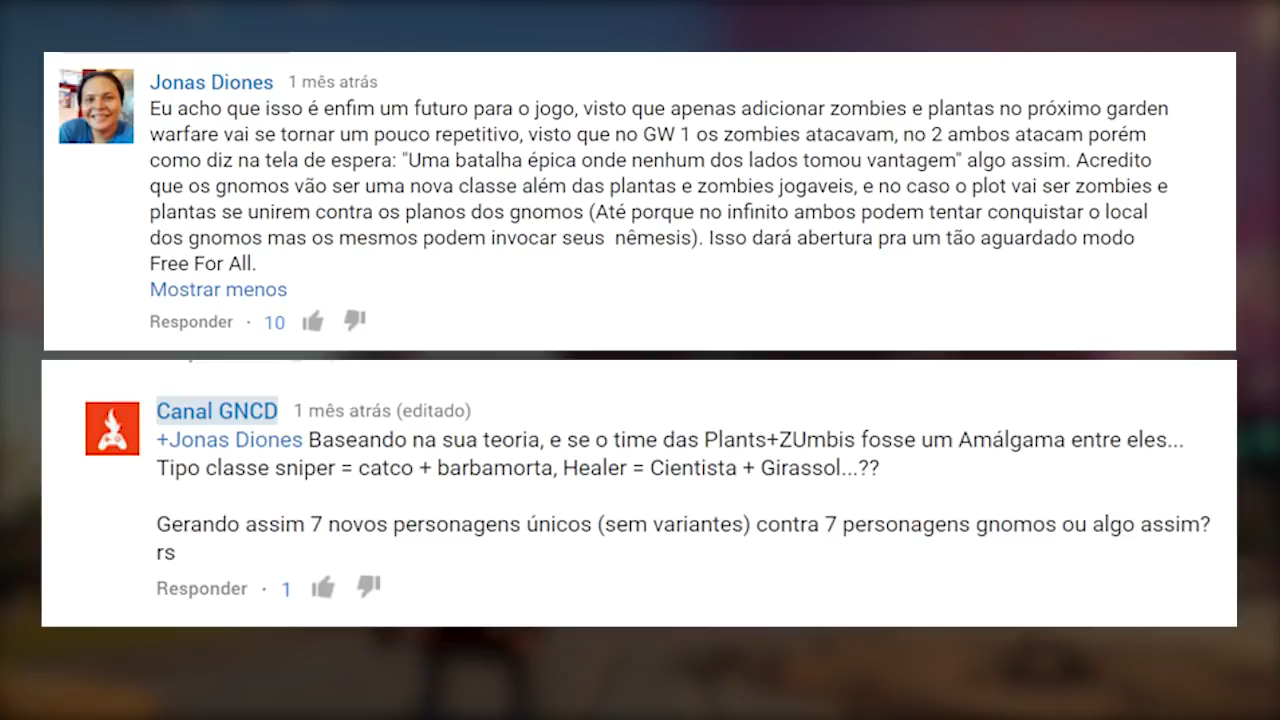 Jonas Diones 1 mês atrás
Eu acho que isso é enfim um futuro para o jogo, visto que apenas adicionar zombies e plantas no próximo garden
warfare vai se tornar um pouco repetitivo, visto que no GW 1 os zombies atacavam, no 2 ambos atacam porém
como diz na tela de espera: "Uma batalha épica onde nenhum dos lados tomou vantagem" algo assim. Acredito
que os gnomos vão ser uma nova classe além das plantas e zombies jogaveis, e no caso o plot vai ser zombies e
plantas se unirem contra os planos dos gnomos (Até porque no infinito ambos podem tentar conquistar o local
dos gnomos mas os mesmos podem invocar seus  nêmesis). Isso dará abertura pra um tão aguardado modo
Free For All.
Mostrar menos
Responder · 10
Canal GNCD 1 mês atrás (editado)
+Jonas Diones Baseando na sua teoria, e se o time das Plants+ZUmbis fosse um Amálgama entre eles...
Tipo classe sniper = catco + barbamorta, Healer = Cientista + Girassol...??
Gerando assim 7 novos personagens únicos (sem variantes) contra 7 personagens gnomos ou algo assim?
rs
Responder · 1